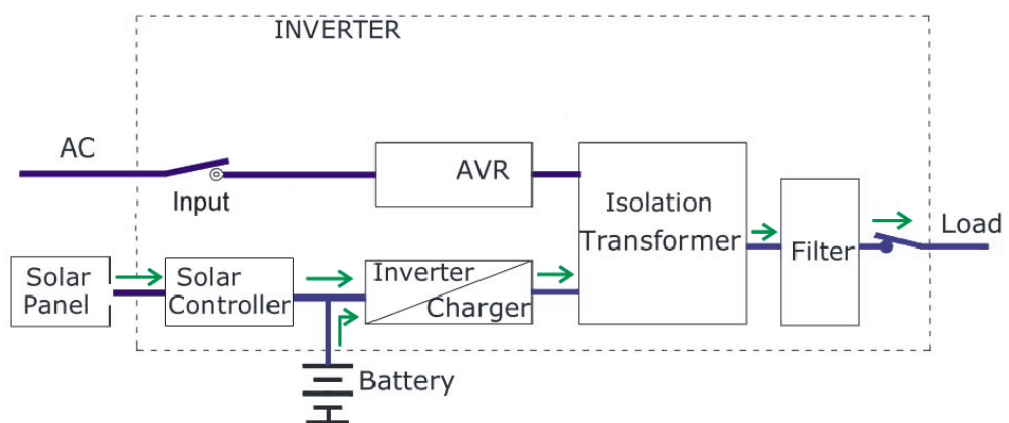 INVERTER
AC
Input
AVR
Isolation
Transformer
Filter
Load
Solar
Panel
Solar
Controller
Inverter
Charger
Battery